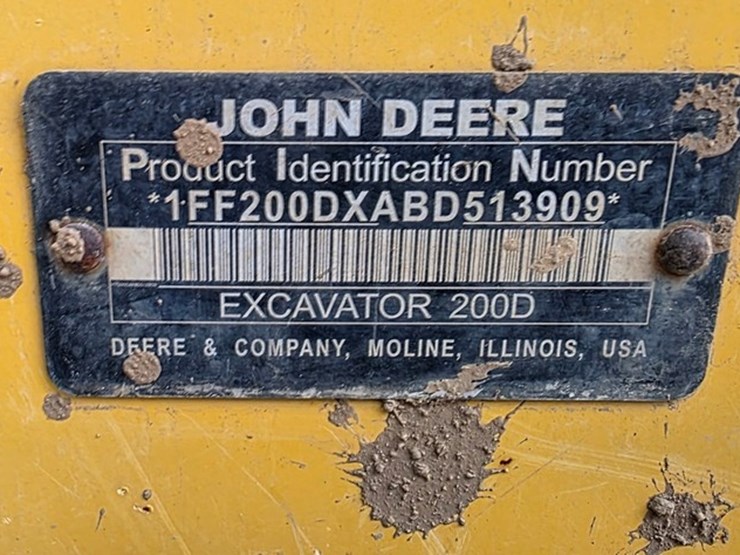 JOHN DEERE
Product Identification Number
*1FF200DXABD513909*
EXCAVATOR 200D
DEERE & COMPANY, MOLINE, ILLINOIS, USA